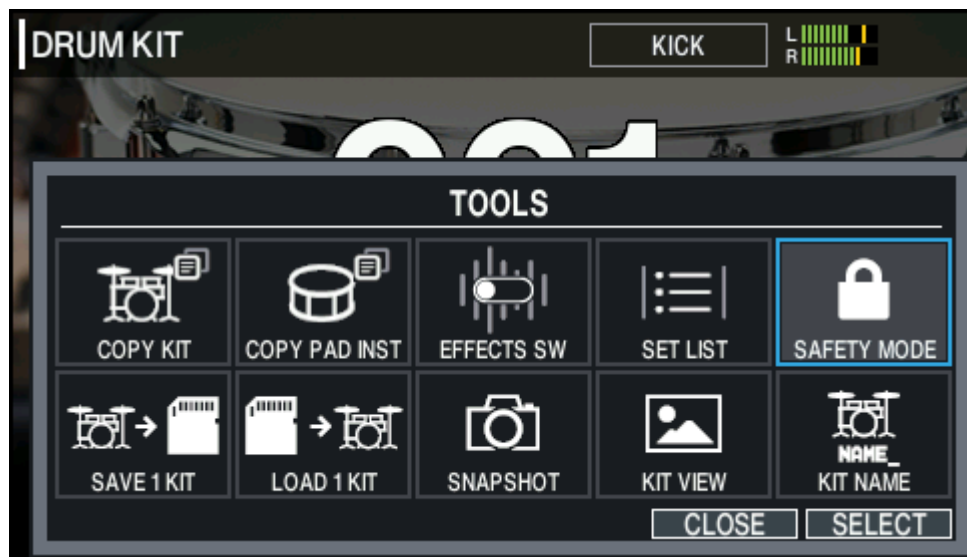 DRUM KIT
KICK
L
R
001
TOOLS
COPY KIT
COPY PAD INST
EFFECTS SW
SET LIST
SAFETY MODE
SAVE 1 KIT
LOAD 1 KIT
SNAPSHOT
KIT VIEW
NAME_
KIT NAME
CLOSE
SELECT